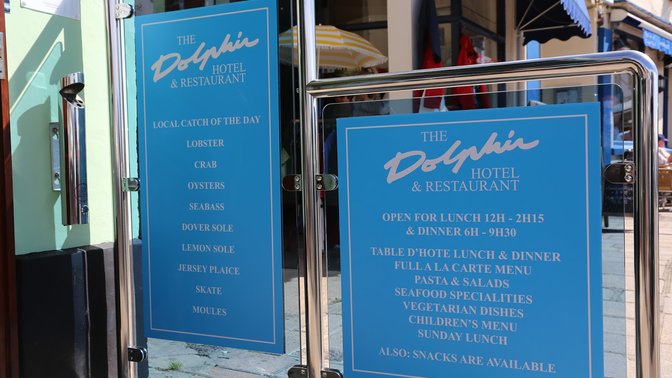 THE
Dolphin
HOTEL
& RESTAURANT
LOCAL CATCH OF THE DAY
LOBSTER
CRAB
OYSTERS
SEABASS
DOVER SOLE
LEMON SOLE
JERSEY PLAICE
SKATE
MOULES
THE
Dolphin
HOTEL
& RESTAURANT
OPEN FOR LUNCH 12H - 2H15
& DINNER 6H - 9H30
TABLE D'HOTE LUNCH & DINNER
FULL A LA CARTE MENU
PASTA & SALADS
SEAFOOD SPECIALITIES
VEGETARIAN DISHES
CHILDREN'S MENU
SUNDAY LUNCH
ALSO: SNACKS ARE AVAILABLE